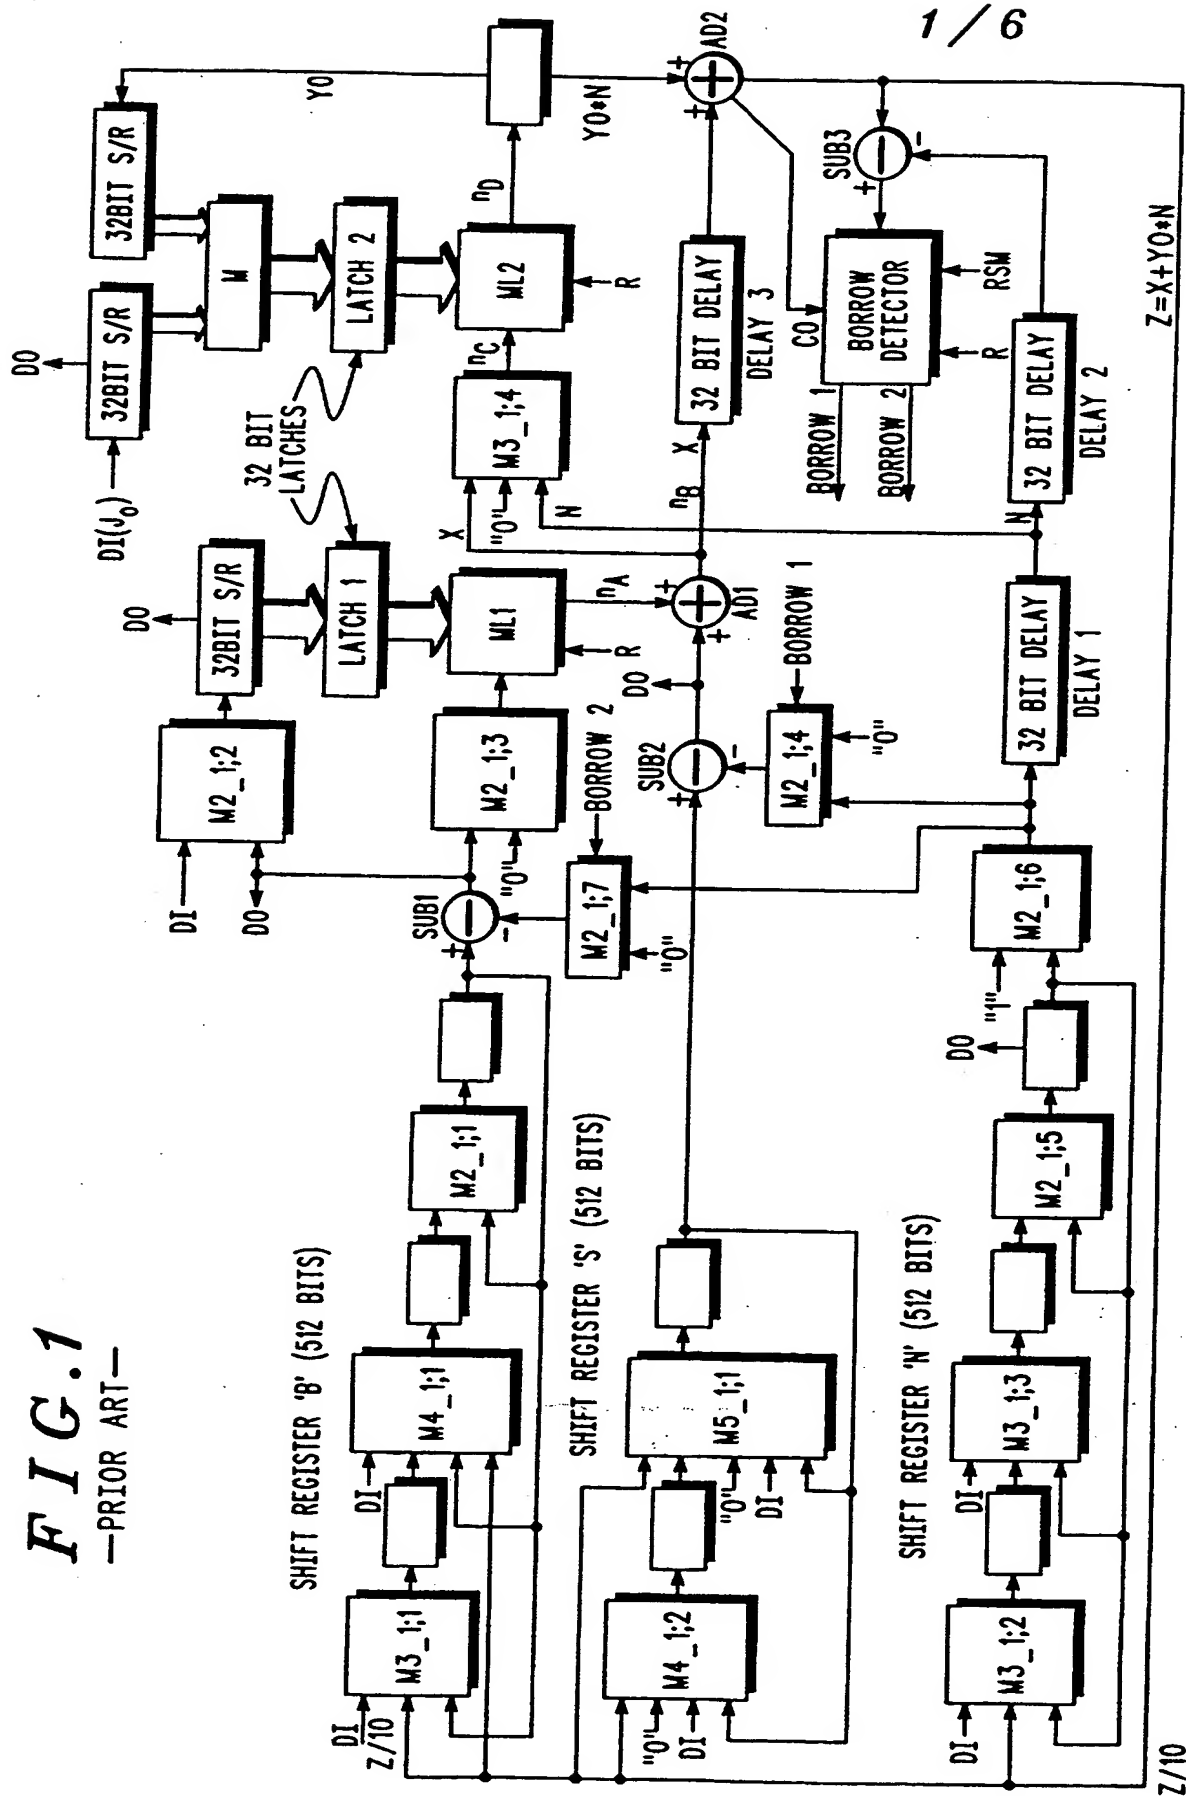 1/6
FIG.1
—PRIOR ART—
SHIFT REGISTER 'B' (512 BITS)
DI
Z/10
M3_1;1
DI
M4_1;1
M2_1;1
SUB1
+
-
DI
DO
M2_1;2
DO
32BIT S/R
LATCH 1
32 BIT
LATCHES
"0"
M2_1;3
ML1
R
nA
BORROW 2
M2_1;7
"0"
DI(J0)
DO
32BIT S/R
32BIT S/R
M
LATCH 2
X
"0"
N
M3_1;4
nC
ML2
R
nD
Y0
Y0*N
SHIFT REGISTER 'S' (512 BITS)
"0"
DI
M4_1;2
"0"
DI
M5_1;1
SUB2
+
-
DO
M2_1;4
BORROW 1
"0"
+
+
AD1
nB
X
32 BIT DELAY
DELAY 3
+
+
AD2
CO
BORROW
DETECTOR
BORROW 1
BORROW 2
R
RSM
SUB3
+
-
SHIFT REGISTER 'N' (512 BITS)
DI
M3_1;2
DI
M3_1;3
M2_1;5
DO
"1"
M2_1;6
32 BIT DELAY
DELAY 1
N
32 BIT DELAY
DELAY 2
Z=X+Y0*N
Z/10